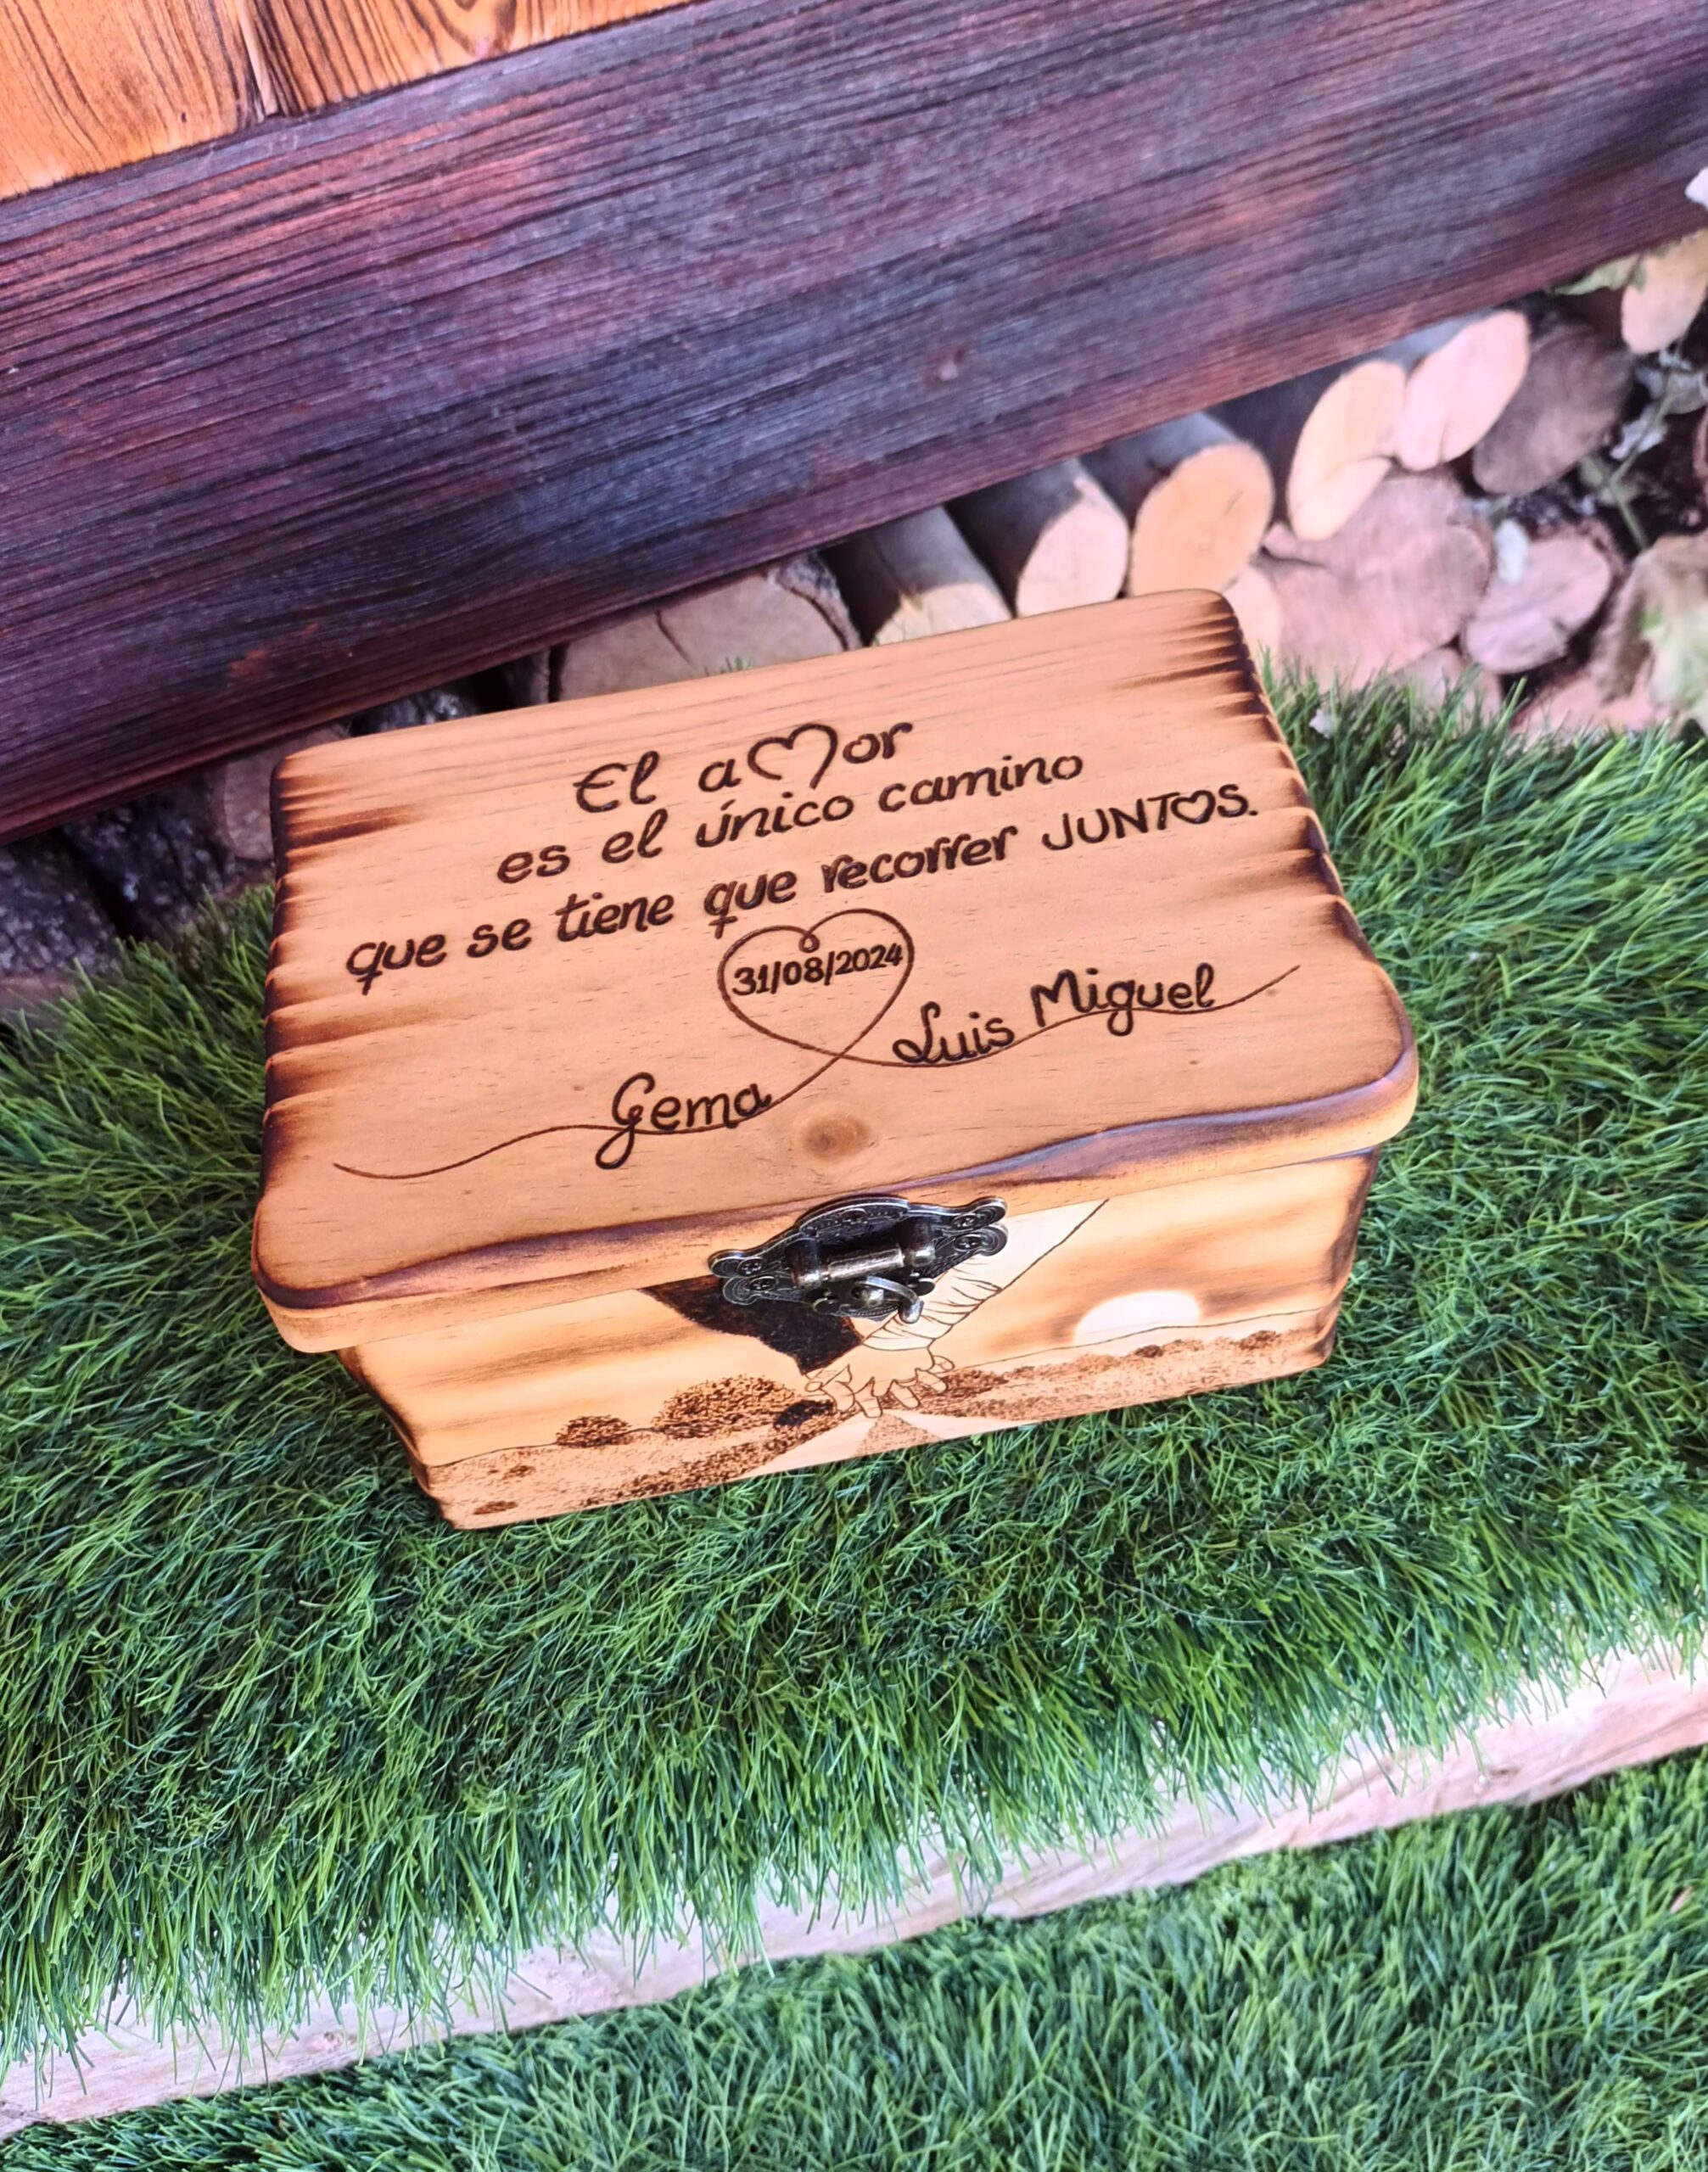 El amor
es el único camino
que se tiene que recorrer JUNTOS.
31/08/2024
Luis Miguel
Gema